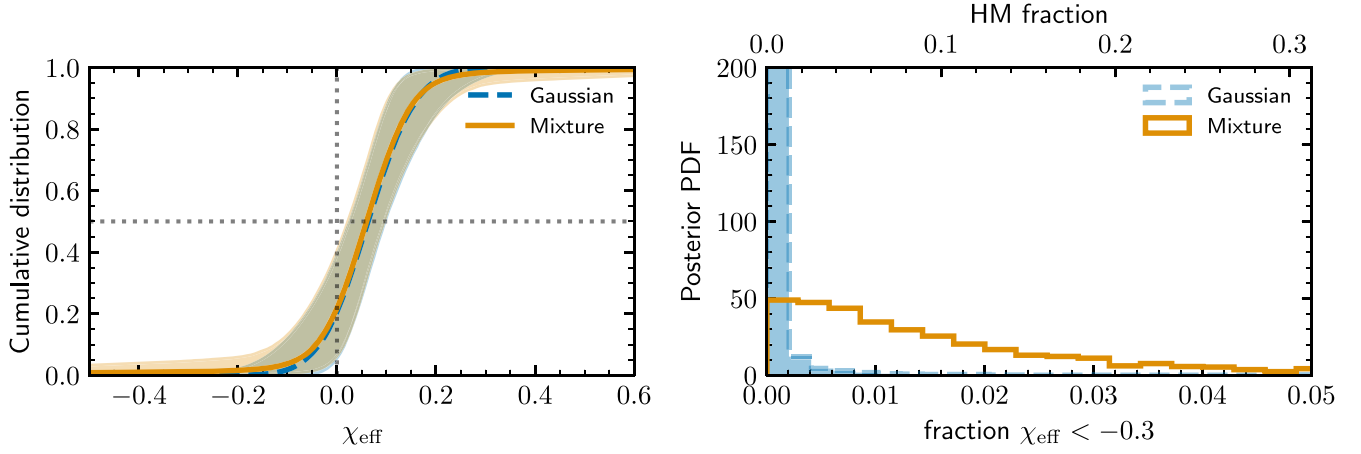 Cumulative distribution
1.0
0.8
0.6
0.4
0.2
0.0
−0.4 −0.2 0.0 0.2 0.4 0.6
χeff
Gaussian
Mixture
HM fraction
0.0 0.1 0.2 0.3
Posterior PDF
200
150
100
50
0
0.00 0.01 0.02 0.03 0.04 0.05
fraction χeff < −0.3
Gaussian
Mixture